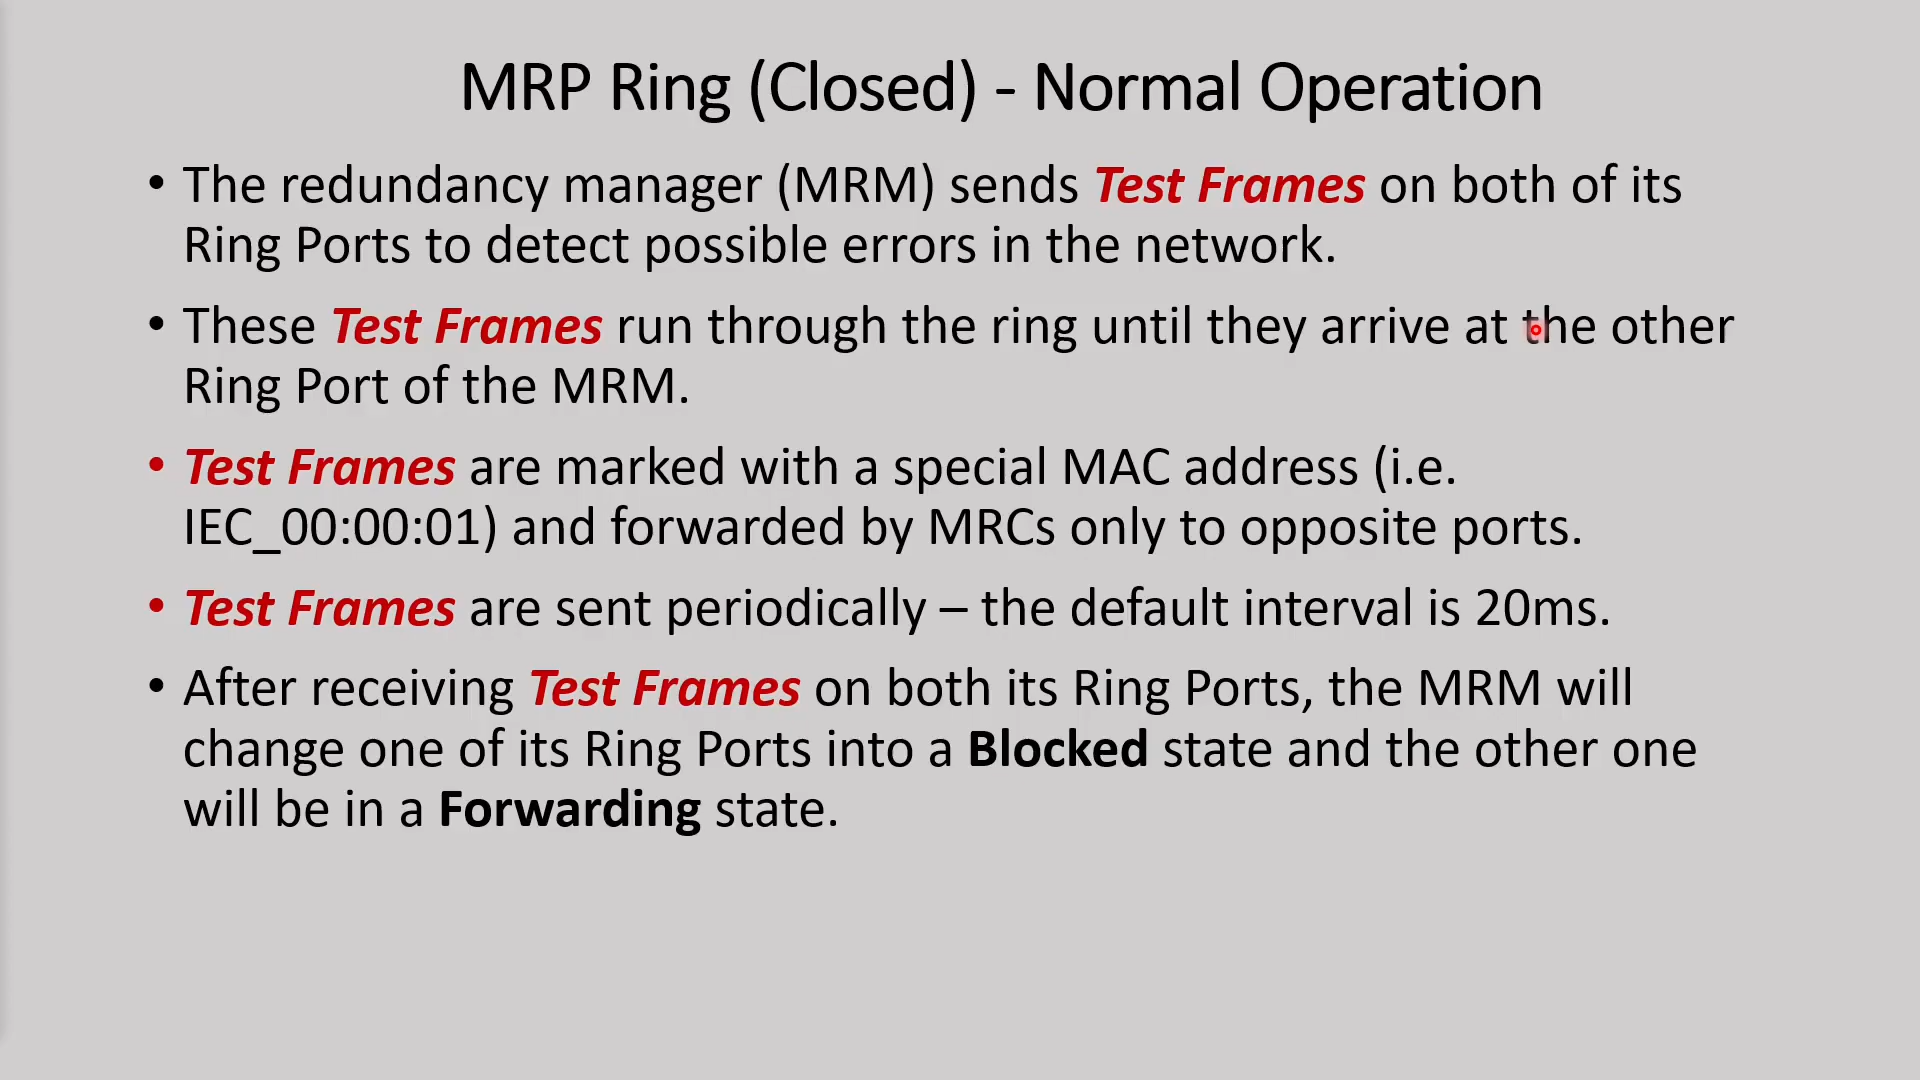 MRP Ring (Closed) - Normal Operation
• The redundancy manager (MRM) sends Test Frames on both of its
Ring Ports to detect possible errors in the network.
• These Test Frames run through the ring until they arrive at the other
Ring Port of the MRM.
• Test Frames are marked with a special MAC address (i.e.
IEC_00:00:01) and forwarded by MRCs only to opposite ports.
• Test Frames are sent periodically – the default interval is 20ms.
• After receiving Test Frames on both its Ring Ports, the MRM will
change one of its Ring Ports into a Blocked state and the other one
will be in a Forwarding state.